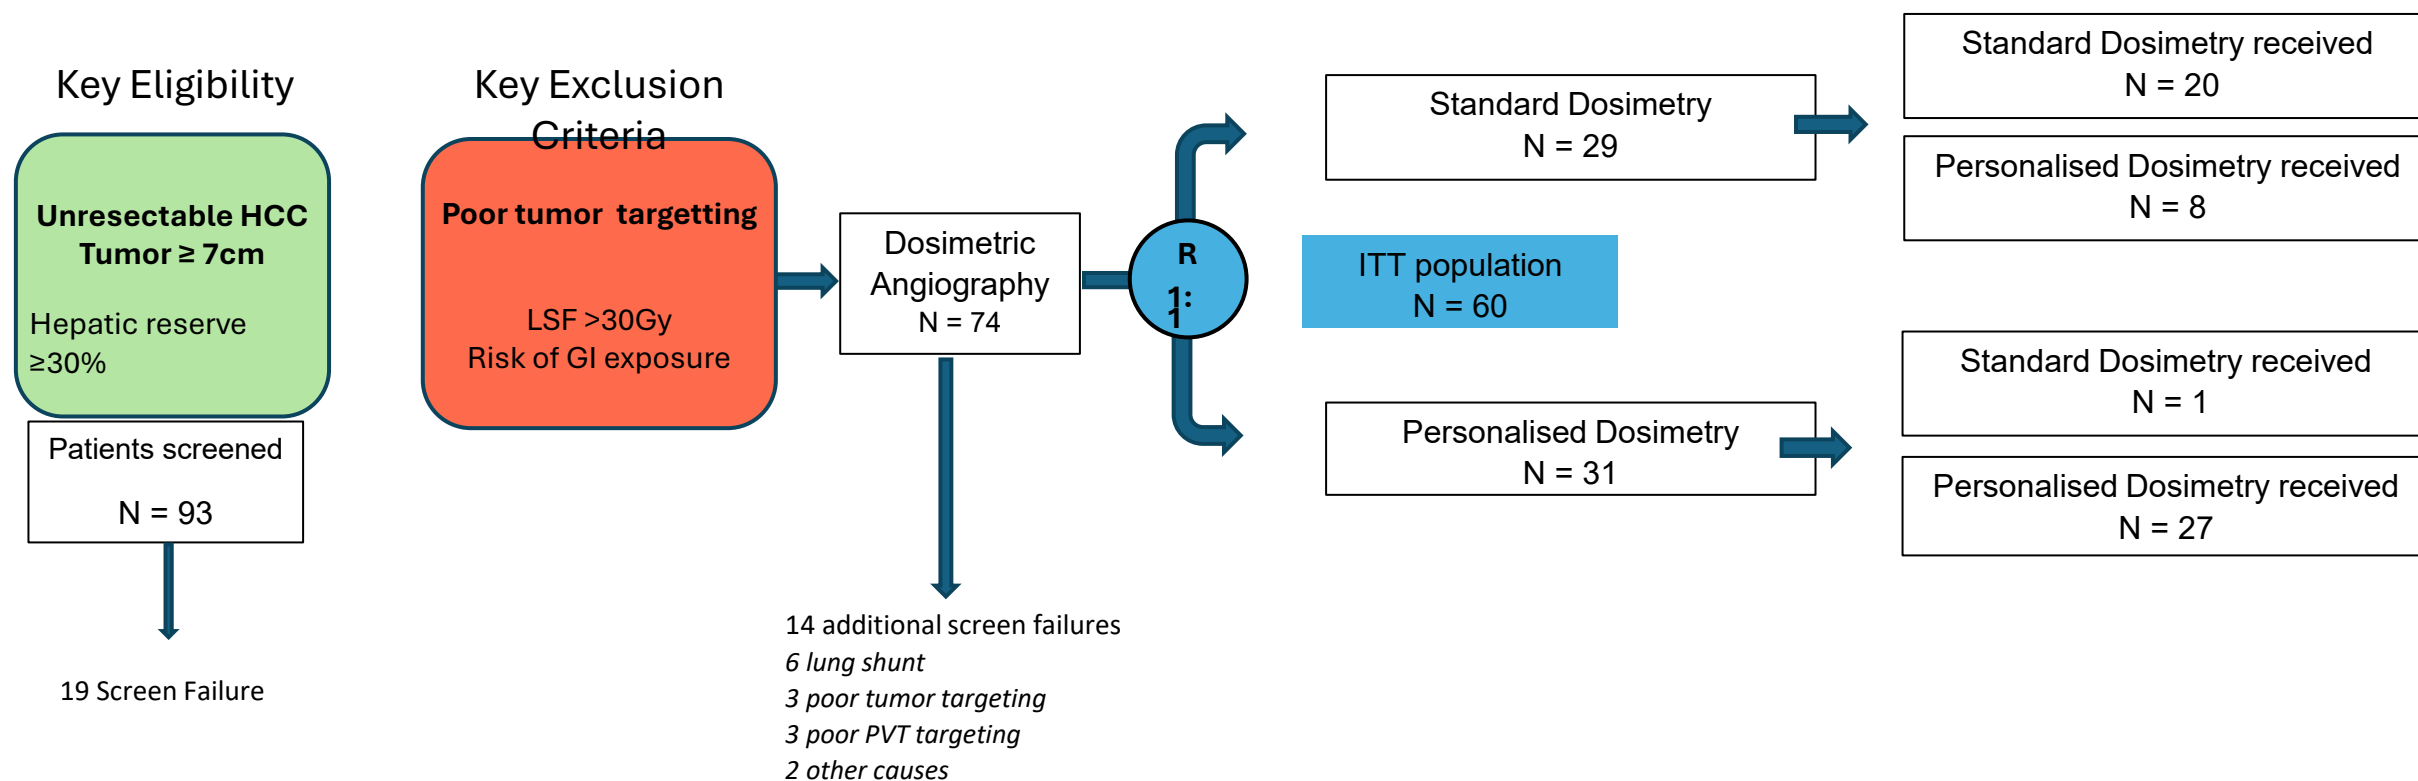 Key Eligibility
Unresectable HCC
Tumor ≥ 7cm
Hepatic reserve
≥30%
Patients screened
N = 93
19 Screen Failure
Key Exclusion
Criteria
Poor tumor  targetting
LSF >30Gy
Risk of GI exposure
Dosimetric
Angiography
N = 74
14 additional screen failures
6 lung shunt
3 poor tumor targeting
3 poor PVT targeting
2 other causes
R
1:
1
Standard Dosimetry
N = 29
ITT population
N = 60
Personalised Dosimetry
N = 31
Standard Dosimetry received
N = 20
Personalised Dosimetry received
N = 8
Standard Dosimetry received
N = 1
Personalised Dosimetry received
N = 27